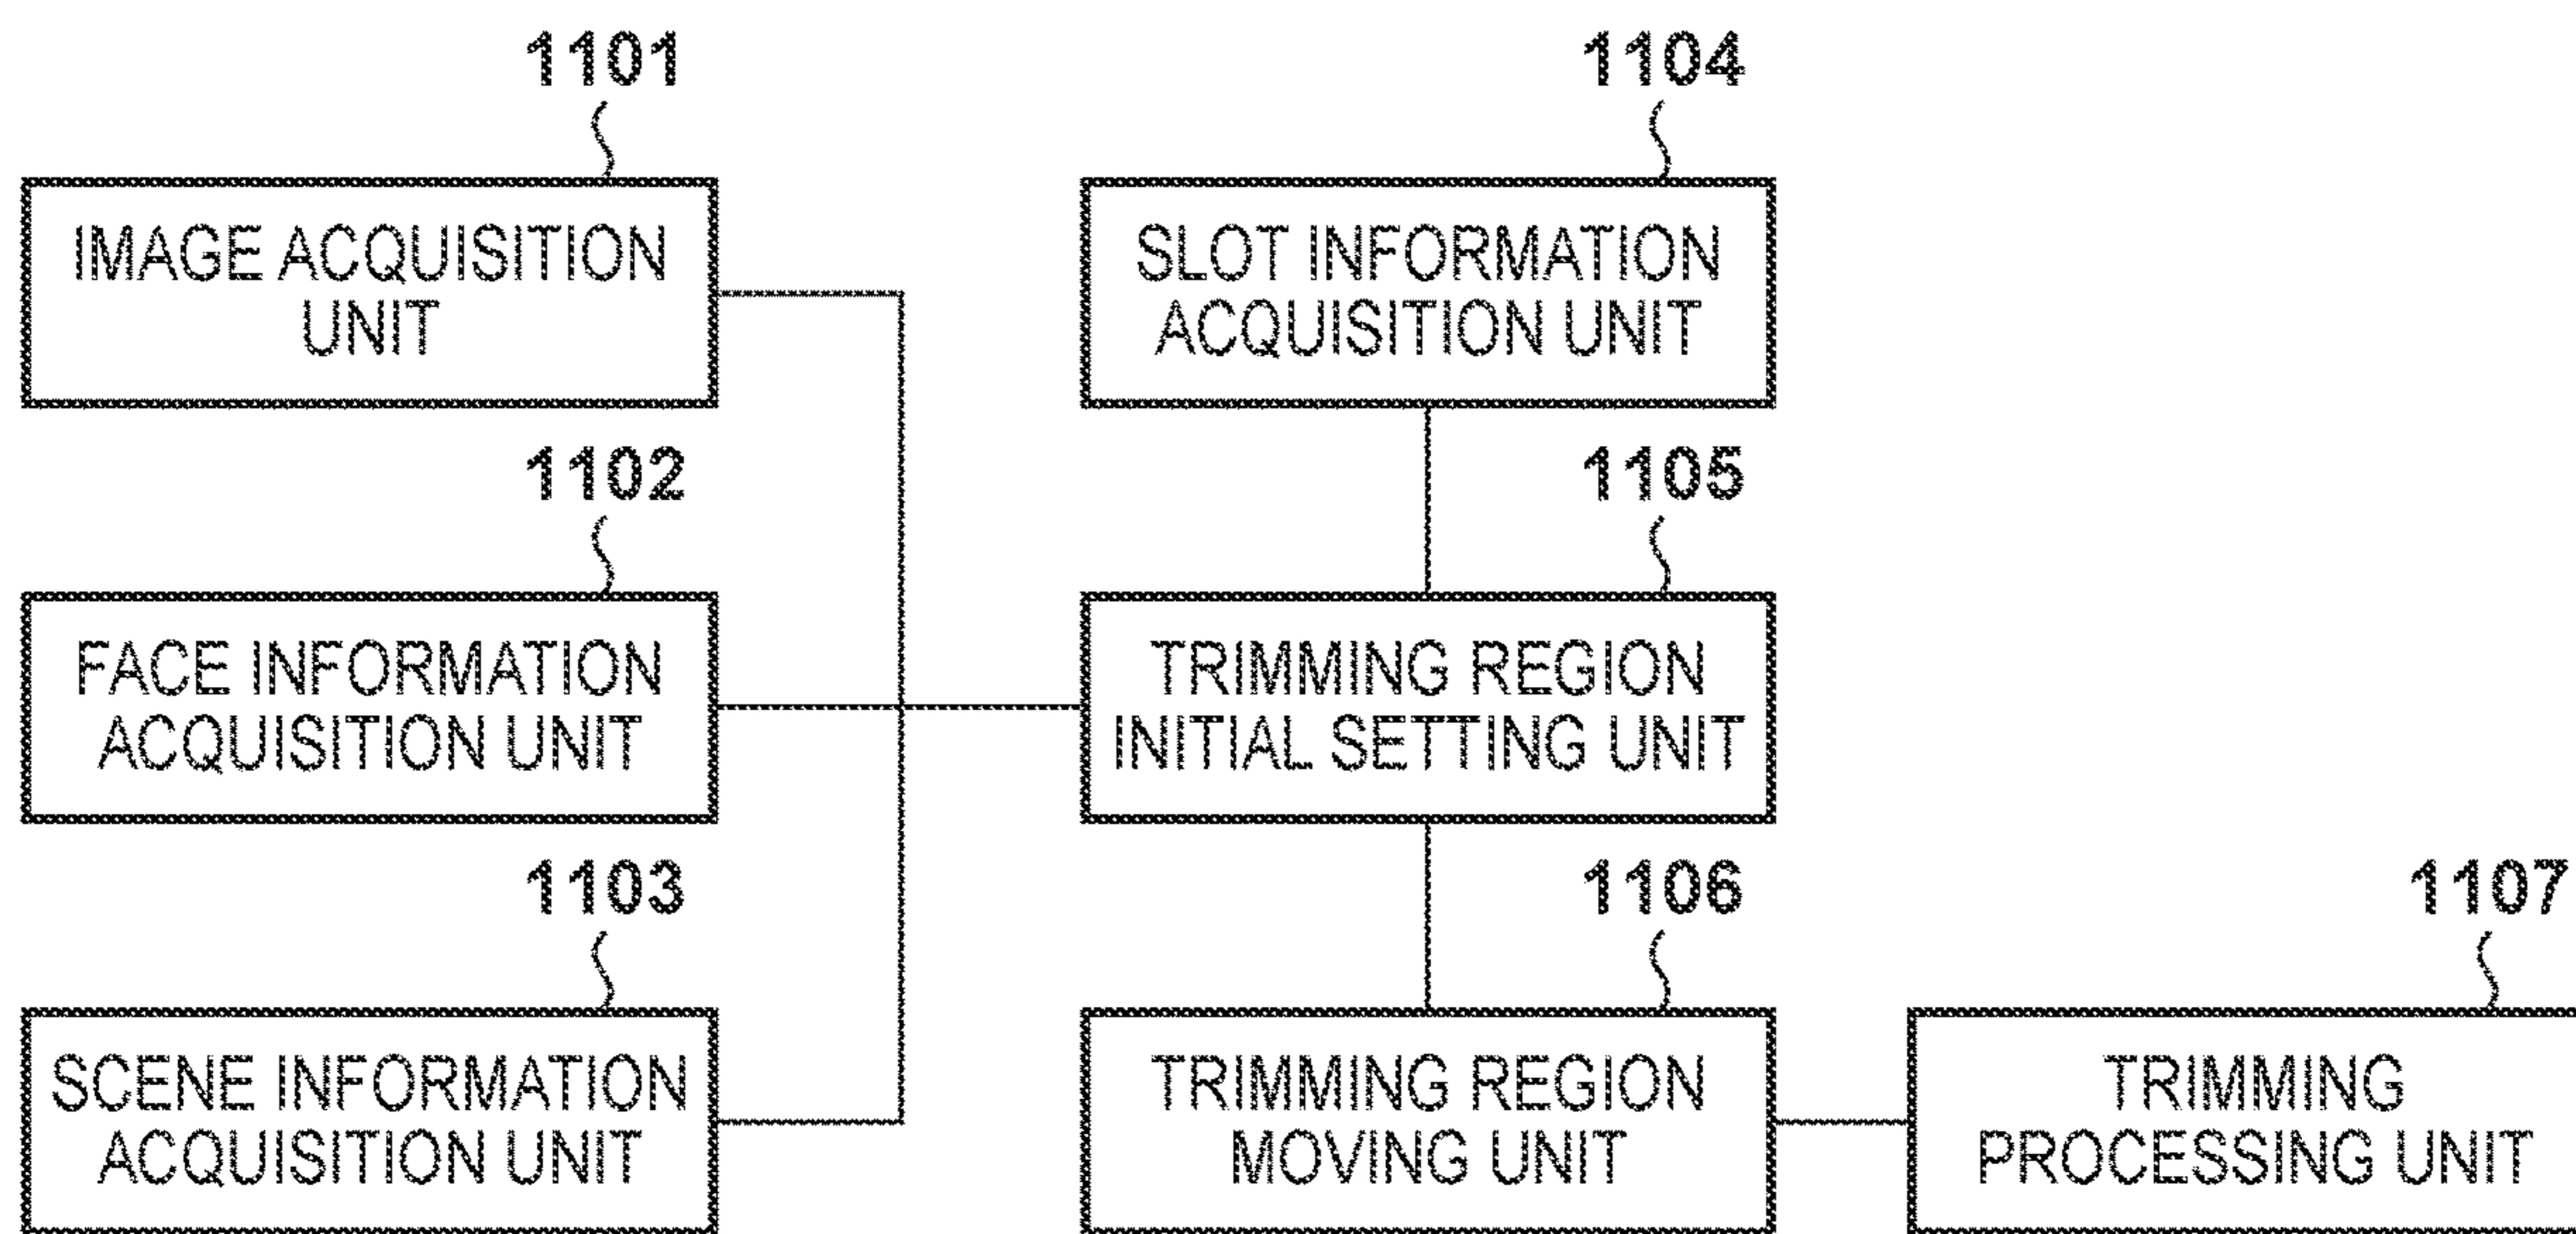 1101
IMAGE ACQUISITION
UNIT
1102
FACE INFORMATION
ACQUISITION UNIT
1103
SCENE INFORMATION
ACQUISITION UNIT
1104
SLOT INFORMATION
ACQUISITION UNIT
1105
TRIMMING REGION
INITIAL SETTING UNIT
1106
TRIMMING REGION
MOVING UNIT
1107
TRIMMING
PROCESSING UNIT